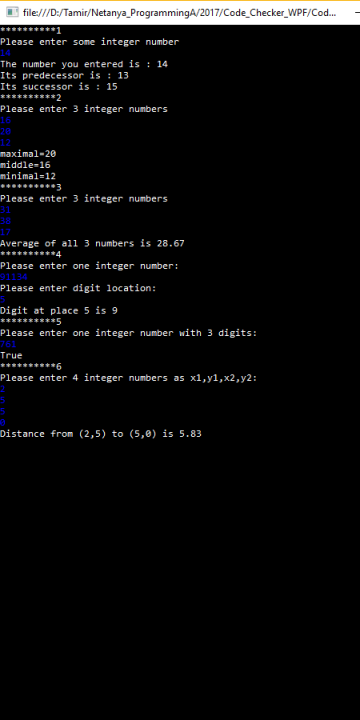 file:///D:/Tamir/Netanya_ProgrammingA/2017/Code_Checker_WPF/Cod...
**********1
Please enter some integer number
14
The number you entered is : 14
Its predecessor is : 13
Its successor is : 15
**********2
Please enter 3 integer numbers
16
20
12
maximal=20
middle=16
minimal=12
**********3
Please enter 3 integer numbers
31
38
17
Average of all 3 numbers is 28.67
**********4
Please enter one integer number:
Please enter digit location:
5
Digit at place 5 is 9
**********5
Please enter one integer number with 3 digits:
761
True
**********6
Please enter 4 integer numbers as x1,y1,x2,y2:
2
5
5
0
Distance from (2,5) to (5,0) is 5.83